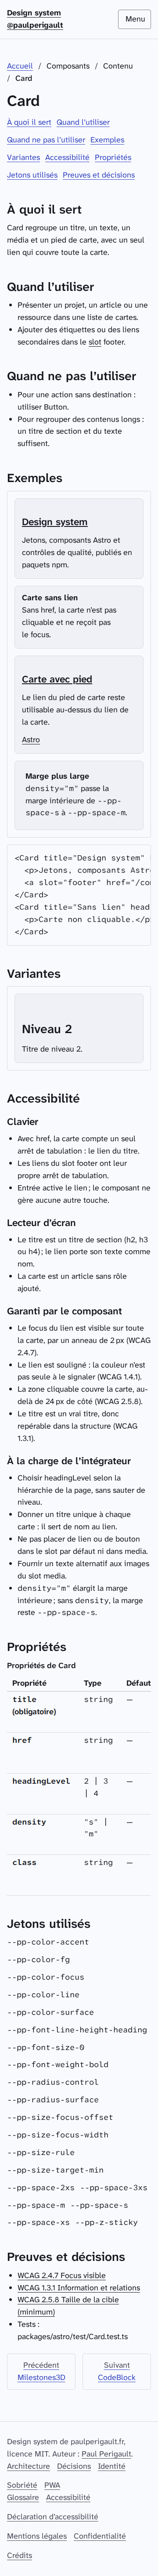 Design system
@paulperigault
Menu
Accueil / Composants / Contenu
/ Card
Card
À quoi il sert Quand l’utiliser
Quand ne pas l’utiliser Exemples
Variantes Accessibilité Propriétés
Jetons utilisés Preuves et décisions
À quoi il sert
Card regroupe un titre, un texte, un
média et un pied de carte, avec un seul
lien qui couvre toute la carte.
Quand l’utiliser
Présenter un projet, un article ou une
ressource dans une liste de cartes.
Ajouter des étiquettes ou des liens
secondaires dans le slot footer.
Quand ne pas l’utiliser
Pour une action sans destination :
utiliser Button.
Pour regrouper des contenus longs :
un titre de section et du texte
suffisent.
Exemples
Design system
Jetons, composants Astro et
contrôles de qualité, publiés en
paquets npm.
Carte sans lien
Sans href, la carte n’est pas
cliquable et ne reçoit pas
le focus.
Carte avec pied
Le lien du pied de carte reste
utilisable au-dessus du lien de
la carte.
Astro
Marge plus large
density="m" passe la
marge intérieure de --pp-
space-s à --pp-space-m.
<Card title="Design system"
<p>Jetons, composants Astro
<a slot="footer" href="/com
</Card>
<Card title="Sans lien" head
<p>Carte non cliquable.</p
</Card>
Variantes
Niveau 2
Titre de niveau 2.
Accessibilité
Clavier
Avec href, la carte compte un seul
arrêt de tabulation : le lien du titre.
Les liens du slot footer ont leur
propre arrêt de tabulation.
Entrée active le lien ; le composant ne
gère aucune autre touche.
Lecteur d’écran
Le titre est un titre de section (h2, h3
ou h4) ; le lien porte son texte comme
nom.
La carte est un article sans rôle
ajouté.
Garanti par le composant
Le focus du lien est visible sur toute
la carte, par un anneau de 2 px (WCAG
2.4.7).
Le lien est souligné : la couleur n’est
pas seule à le signaler (WCAG 1.4.1).
La zone cliquable couvre la carte, au-
delà de 24 px de côté (WCAG 2.5.8).
Le titre est un vrai titre, donc
repérable dans la structure (WCAG
1.3.1).
À la charge de l’intégrateur
Choisir headingLevel selon la
hiérarchie de la page, sans sauter de
niveau.
Donner un titre unique à chaque
carte : il sert de nom au lien.
Ne pas placer de lien ou de bouton
dans le slot par défaut ni dans media.
Fournir un texte alternatif aux images
du slot media.
density="m" élargit la marge
intérieure ; sans density, la marge
reste --pp-space-s.
Propriétés
Propriétés de Card
Propriété Type Défaut
title string —
(obligatoire)
href string —
headingLevel 2 | 3 —
| 4
density "s" | —
"m"
class string —
Jetons utilisés
--pp-color-accent
--pp-color-fg
--pp-color-focus
--pp-color-line
--pp-color-surface
--pp-font-line-height-heading
--pp-font-size-0
--pp-font-weight-bold
--pp-radius-control
--pp-radius-surface
--pp-size-focus-offset
--pp-size-focus-width
--pp-size-rule
--pp-size-target-min
--pp-space-2xs --pp-space-3xs
--pp-space-m --pp-space-s
--pp-space-xs --pp-z-sticky
Preuves et décisions
WCAG 2.4.7 Focus visible
WCAG 1.3.1 Information et relations
WCAG 2.5.8 Taille de la cible
(minimum)
Tests :
packages/astro/test/Card.test.ts
Précédent
Milestones3D
Suivant
CodeBlock
Design system de paulperigault.fr,
licence MIT. Auteur : Paul Perigault.
Architecture Décisions Identité
Sobriété PWA
Glossaire Accessibilité
Déclaration d’accessibilité
Mentions légales Confidentialité
Crédits